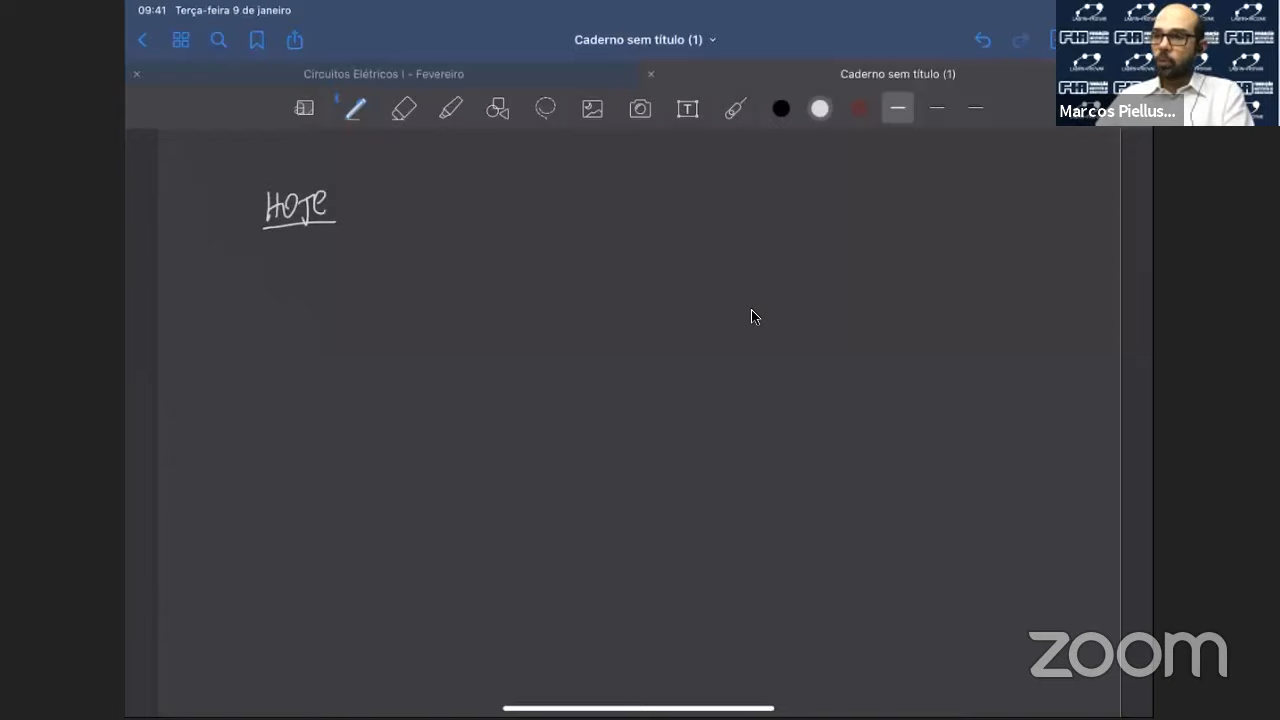 09:41 Terça-feira 9 de janeiro
Caderno sem título (1)
Circuitos Elétricos I - Fevereiro
Caderno sem título (1)
T
Marcos Piellus...
HOJE
zoom